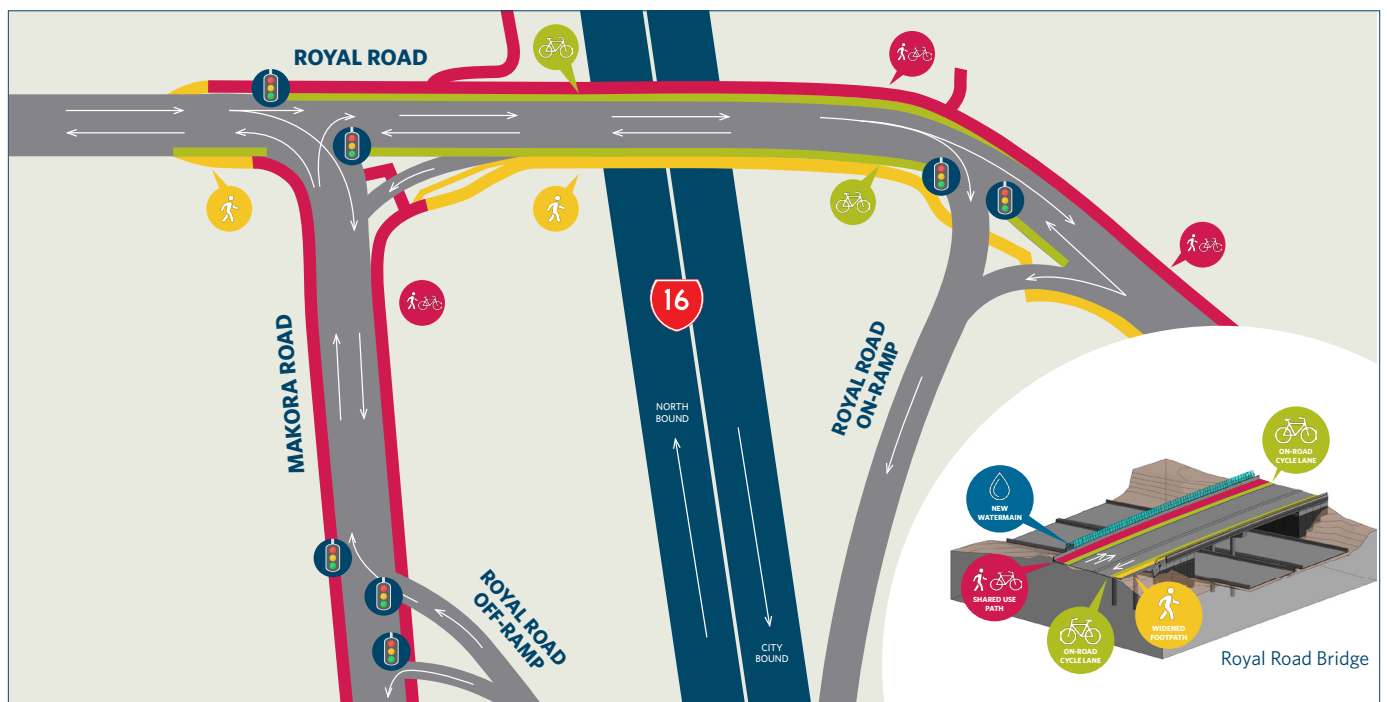 ROYAL ROAD
16
MAKORA ROAD
NORTH
BOUND
ROYAL ROAD
ON-RAMP
ROYAL ROAD
OFF-RAMP
CITY
BOUND
ON-ROAD
CYCLE LANE
NEW
WATERMAIN
SHARED USE
PATH
WIDENED
FOOTPATH
ON-ROAD
CYCLE LANE
Royal Road Bridge